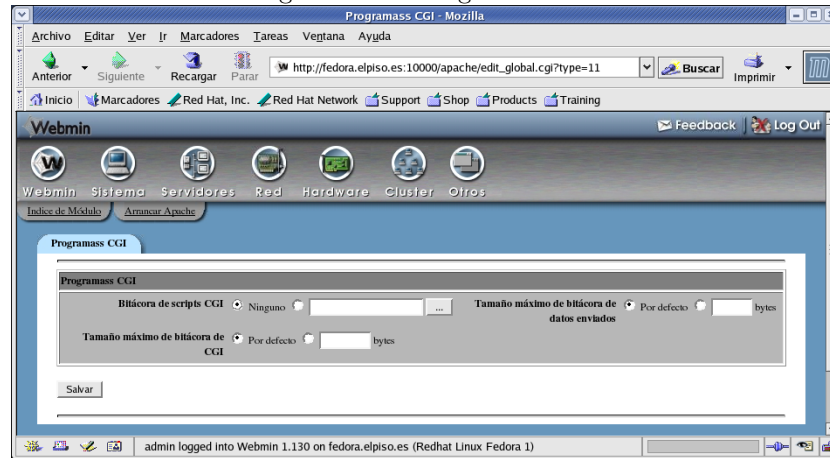 Programass CGI - Mozilla
Archivo Editar Ver Ir Marcadores Tareas Ventana Ayuda
Anterior Siguiente Recargar Parar http://fedora.elpiso.es:10000/apache/edit_global.cgi?type=11 Buscar Imprimir
Inicio Marcadores Red Hat, Inc. Red Hat Network Support Shop Products Training
Webmin Feedback Log Out
Webmin Sistema Servidores Red Hardware Cluster Otros
Indice de Módulo Arrancar Apache
Programass CGI
Programass CGI
Bitácora de scripts CGI Ninguno ... Tamaño máximo de bitácora de datos enviados Por defecto bytes
Tamaño máximo de bitácora de CGI Por defecto bytes
Salvar
admin logged into Webmin 1.130 on fedora.elpiso.es (Redhat Linux Fedora 1)